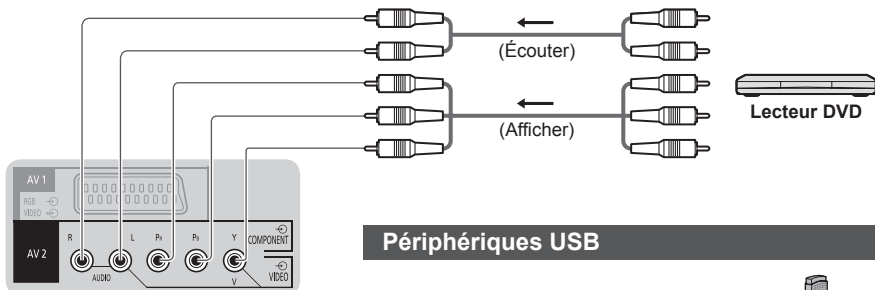 (Écouter)
(Afficher)
Lecteur DVD
AV 1
RGB
VIDEO
AV 2
R L PR PB Y COMPONENT
AUDIO V VIDEO
Périphériques USB